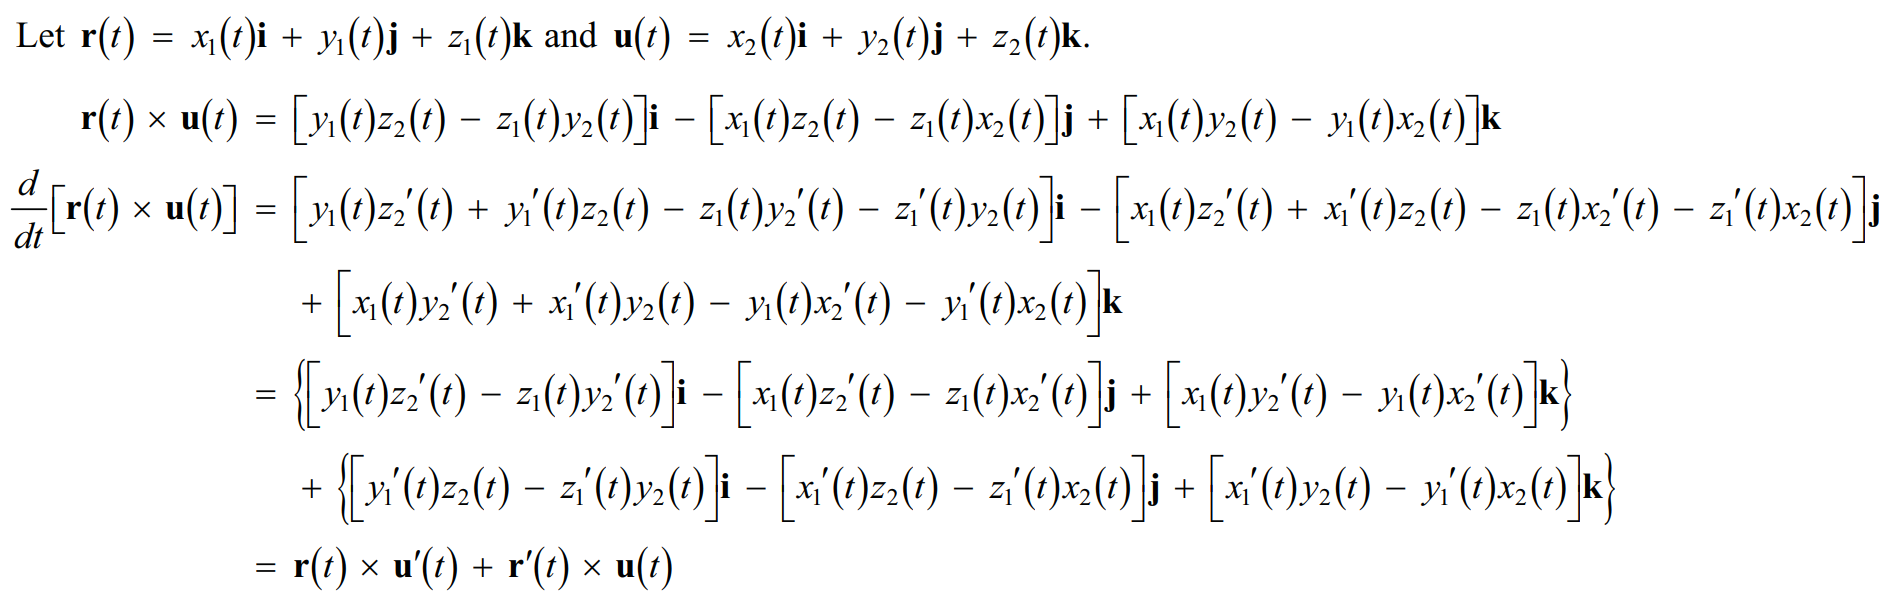 Let r(t) = x₁(t)i + y₁(t)j + z₁(t)k and u(t) = x₂(t)i + y₂(t)j + z₂(t)k.
r(t) × u(t) = [y₁(t)z₂(t) − z₁(t)y₂(t)]i − [x₁(t)z₂(t) − z₁(t)x₂(t)]j + [x₁(t)y₂(t) − y₁(t)x₂(t)]k
d/dt[r(t) × u(t)] = [y₁(t)z₂′(t) + y₁′(t)z₂(t) − z₁(t)y₂′(t) − z₁′(t)y₂(t)]i − [x₁(t)z₂′(t) + x₁′(t)z₂(t) − z₁(t)x₂′(t) − z₁′(t)x₂(t)]j
+ [x₁(t)y₂′(t) + x₁′(t)y₂(t) − y₁(t)x₂′(t) − y₁′(t)x₂(t)]k
= {[y₁(t)z₂′(t) − z₁(t)y₂′(t)]i − [x₁(t)z₂′(t) − z₁(t)x₂′(t)]j + [x₁(t)y₂′(t) − y₁(t)x₂′(t)]k}
+ {[y₁′(t)z₂(t) − z₁′(t)y₂(t)]i − [x₁′(t)z₂(t) − z₁′(t)x₂(t)]j + [x₁′(t)y₂(t) − y₁′(t)x₂(t)]k}
= r(t) × u′(t) + r′(t) × u(t)